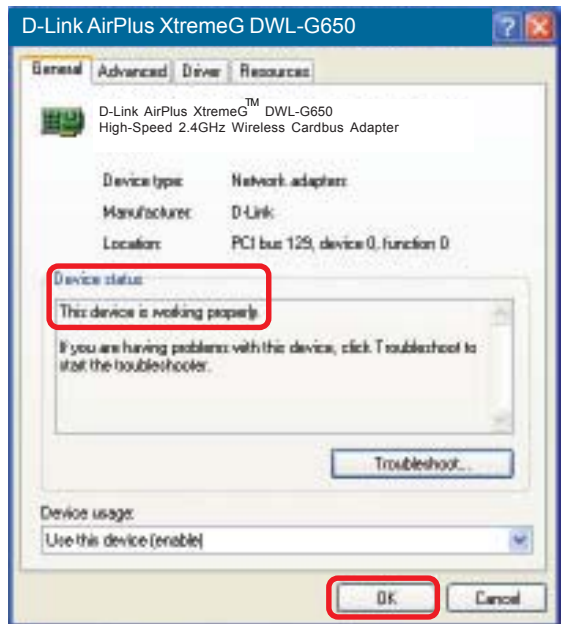 D-Link AirPlus XtremeG DWL-G650
General Advanced Driver Resources
D-Link AirPlus XtremeG™ DWL-G650
High-Speed 2.4GHz Wireless Cardbus Adapter
Device type: Network adapters
Manufacturer: D-Link
Location: PCI bus 129, device 0, function 0
Device status
This device is working properly.
If you are having problems with this device, click Troubleshoot to
start the troubleshooter.
Troubleshoot...
Device usage:
Use this device (enable)
OK Cancel